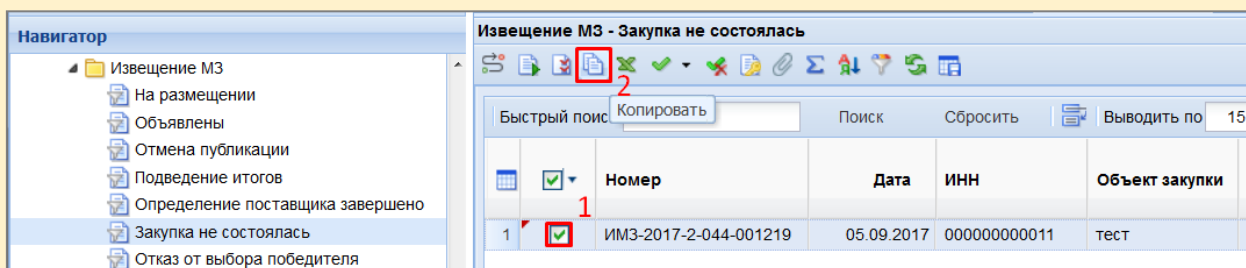 Навигатор
Извещение МЗ
На размещении
Объявлены
Отмена публикации
Подведение итогов
Определение поставщика завершено
Закупка не состоялась
Отказ от выбора победителя
Извещение МЗ - Закупка не состоялась
2
Копировать
Быстрый поис Поиск Сбросить Выводить по 15
Номер Дата ИНН Объект закупки
1
1 ИМЗ-2017-2-044-001219 05.09.2017 000000000011 тест